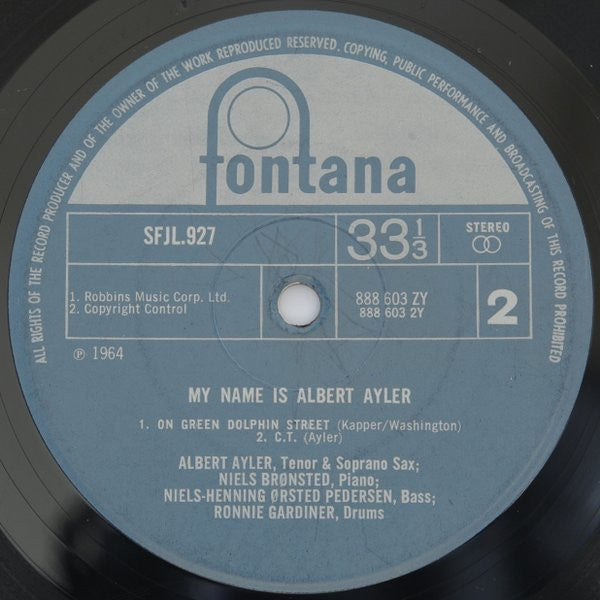 ALL RIGHTS OF THE RECORD PRODUCER AND OF THE OWNER OF THE WORK REPRODUCED RESERVED. COPYING, PUBLIC PERFORMANCE AND BROADCASTING OF THIS RECORD PROHIBITED
fontana
SFJL.927
33 1/3
STEREO
1. Robbins Music Corp. Ltd.
2. Copyright Control
888 603 ZY
888 603 2Y
2
℗ 1964
MY NAME IS ALBERT AYLER
1. ON GREEN DOLPHIN STREET (Kapper/Washington)
2. C.T. (Ayler)
ALBERT AYLER, Tenor & Soprano Sax;
NIELS BRØNSTED, Piano;
NIELS-HENNING ØRSTED PEDERSEN, Bass;
RONNIE GARDINER, Drums